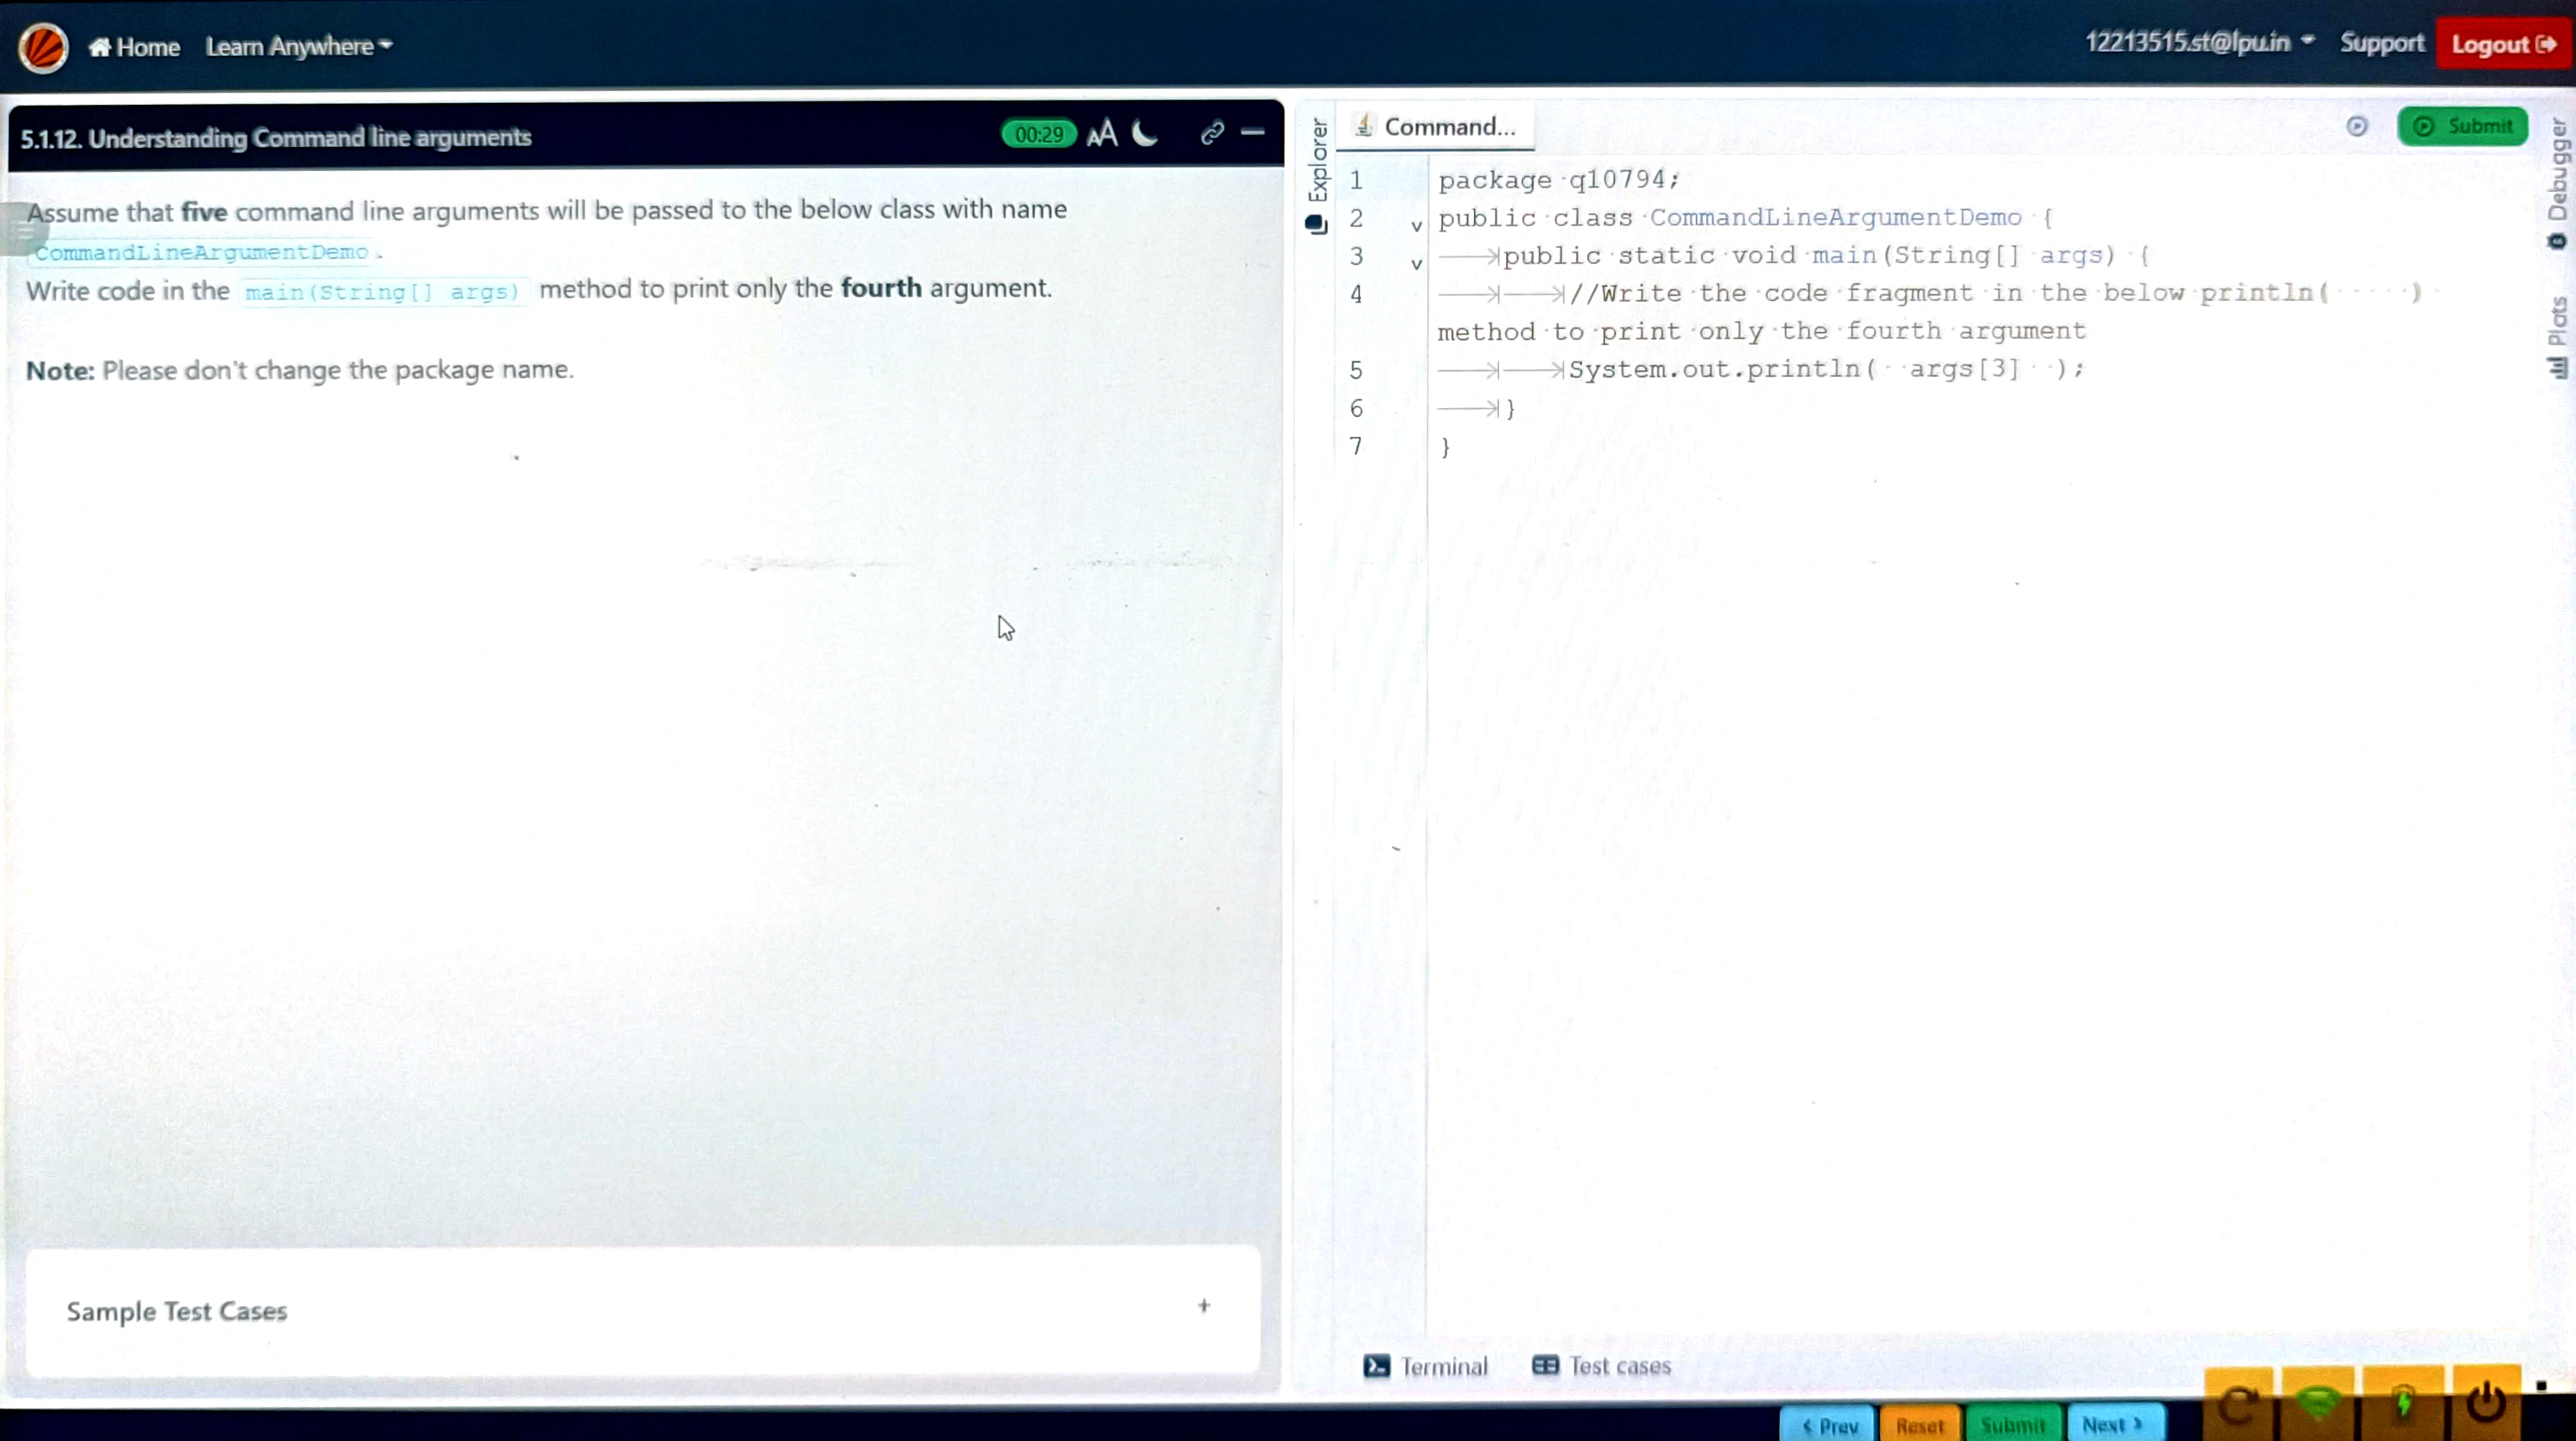 Home Learn Anywhere 12213515.st@lpu.in Support Logout
5.1.12. Understanding Command line arguments 00:29 AA
Assume that five command line arguments will be passed to the below class with name
CommandLineArgumentDemo.
Write code in the main(String[] args) method to print only the fourth argument.
Note: Please don't change the package name.
Sample Test Cases +
Explorer
Command...
Submit
1 package q10794;
2 public class CommandLineArgumentDemo {
3 public static void main(String[] args) {
4 //Write the code fragment in the below println(     )
method to print only the fourth argument
5 System.out.println(  args[3]  );
6 }
7 }
Debugger
Plots
Terminal Test cases
Prev Reset Submit Next